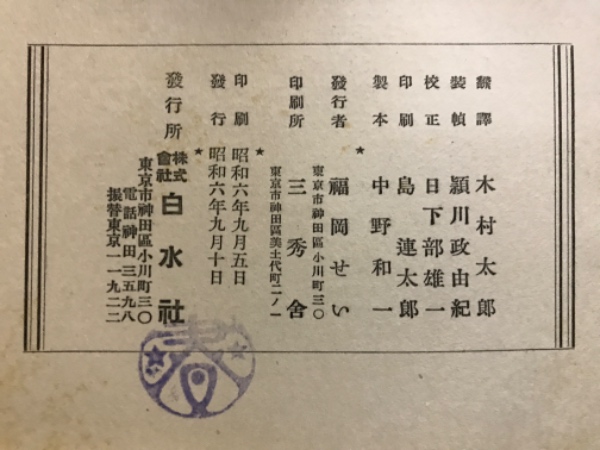 飜譯 木村太郎
裝幀 潁川政由紀
校正 日下部雄一
印刷 島連太郎
製本 中野和一
★
發行者 福岡せい
東京市神田區小川町三〇
印刷所 三秀舍
東京市神田區美土代町二ノ一
★
印刷 昭和六年九月五日
發行 昭和六年九月十日
★
發行所 株式會社 白水社
東京市神田區小川町三〇
電話神田三五九八
振替東京一一九二二